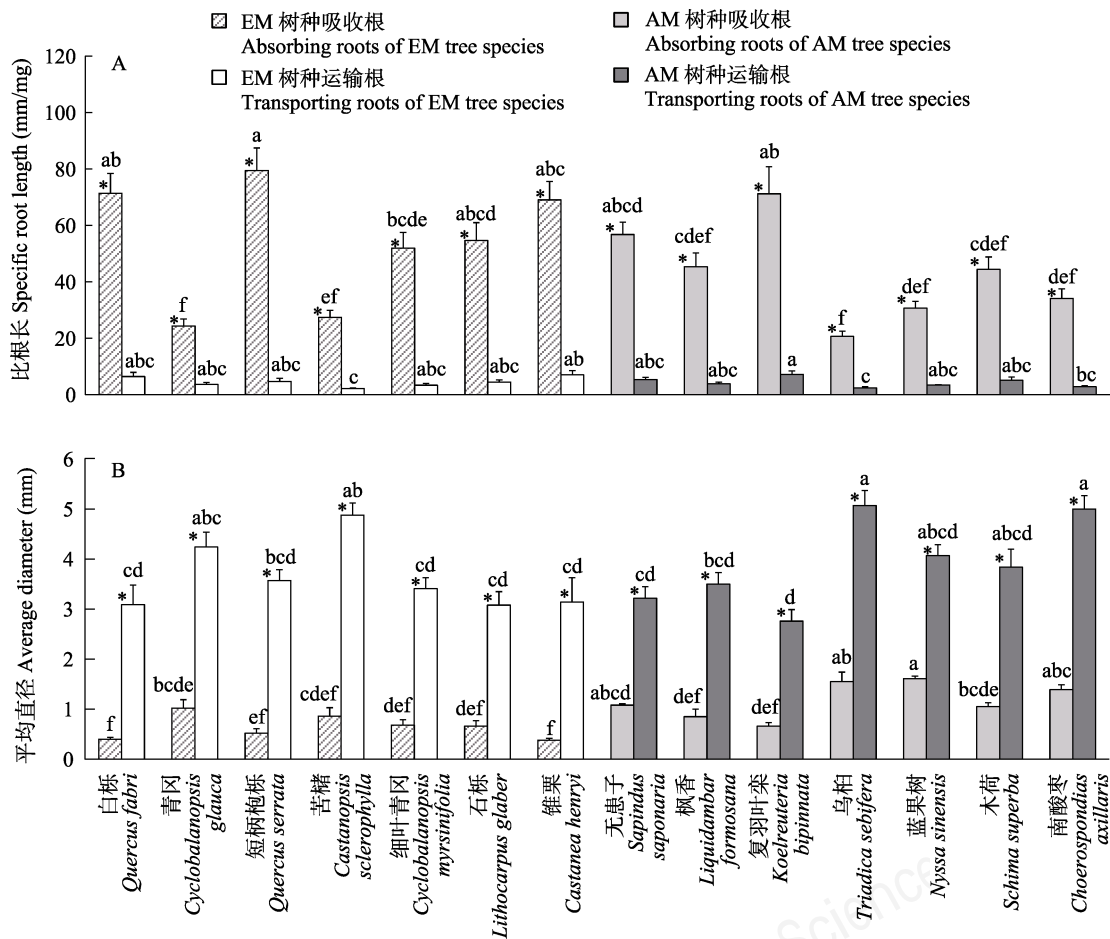 EM 树种吸收根
Absorbing roots of EM tree species
EM 树种运输根
Transporting roots of EM tree species
AM 树种吸收根
Absorbing roots of AM tree species
AM 树种运输根
Transporting roots of AM tree species
比根长 Specific root length (mm/mg)
120
100
80
60
40
20
0
A
ab
*
abc
f
*
abc
a
*
abc
ef
*
c
bcde
*
abc
abcd
*
abc
abc
*
ab
abcd
*
abc
cdef
*
abc
ab
*
a
*f
c
def
*
abc
cdef
*
abc
def
*
bc
平均直径 Average diameter (mm)
6
5
4
3
2
1
0
B
f
cd
*
bcde
abc
*
ef
bcd
*
cdef
ab
*
def
cd
*
def
cd
*
f
cd
*
abcd
cd
*
def
bcd
*
def
d
*
ab
a
*
a
abcd
*
bcde
abcd
*
abc
a
*
白栎
Quercus fabri
青冈
Cyclobalanopsis
glauca
短柄枹栎
Quercus serrata
苦槠
Castanopsis
sclerophylla
细叶青冈
Cyclobalanopsis
myrsinifolia
石栎
Lithocarpus glaber
锥栗
Castanea henryi
无患子
Sapindus
saponaria
枫香
Liquidambar
formosana
复羽叶栾
Koelreuteria
bipinnata
乌桕
Triadica sebifera
蓝果树
Nyssa sinensis
木荷
Schima superba
南酸枣
Choerospondias
axillaris
Science